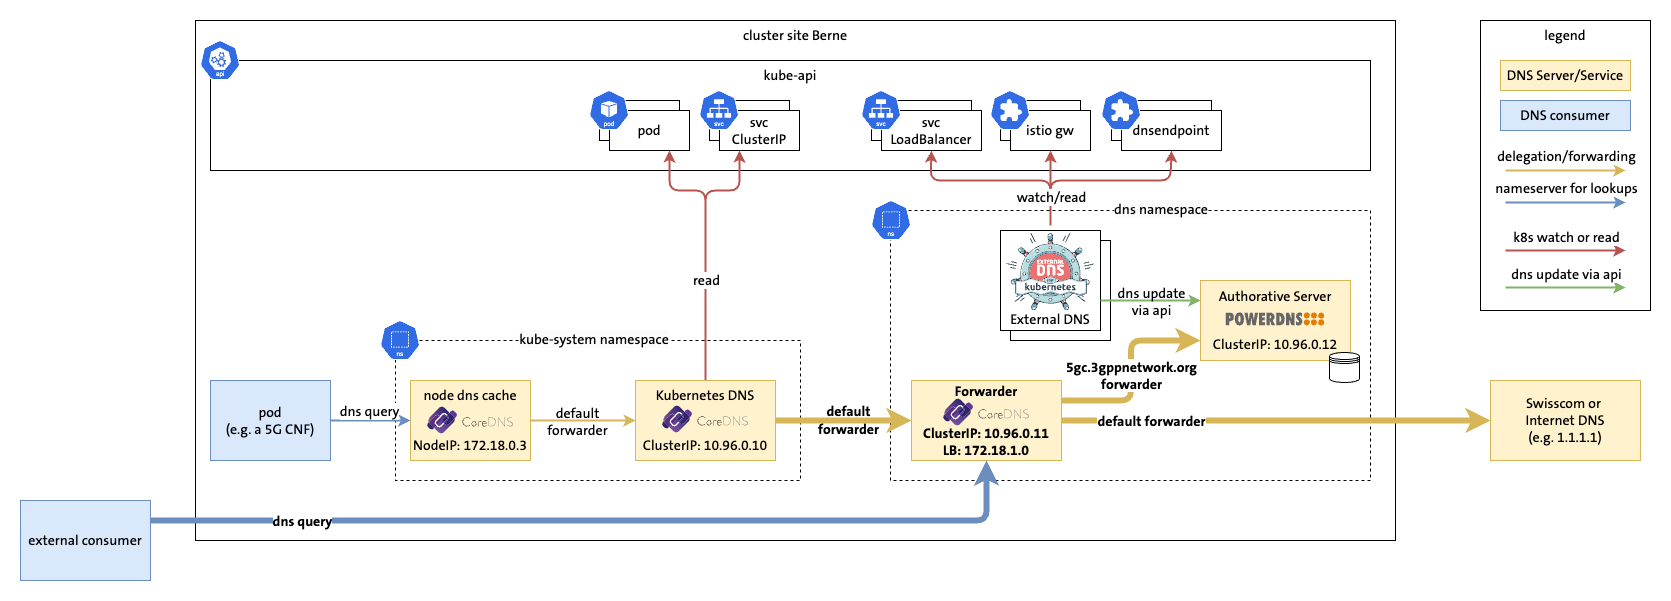 cluster site Berne
api
kube-api
pod
pod
svc
svc
ClusterIP
svc
svc
LoadBalancer
istio gw
dnsendpoint
watch/read
ns
dns namespace
read
EXTERNAL
DNS
kubernetes
External DNS
dns update
via api
Authorative Server
POWERDNS
ClusterIP: 10.96.0.12
ns
kube-system namespace
pod
(e.g. a 5G CNF)
dns query
node dns cache
CoreDNS
NodeIP: 172.18.0.3
default
forwarder
Kubernetes DNS
CoreDNS
ClusterIP: 10.96.0.10
default
forwarder
Forwarder
CoreDNS
ClusterIP: 10.96.0.11
LB: 172.18.1.0
5gc.3gppnetwork.org
forwarder
default forwarder
Swisscom or
Internet DNS
(e.g. 1.1.1.1)
external consumer
dns query
legend
DNS Server/Service
DNS consumer
delegation/forwarding
nameserver for lookups
k8s watch or read
dns update via api